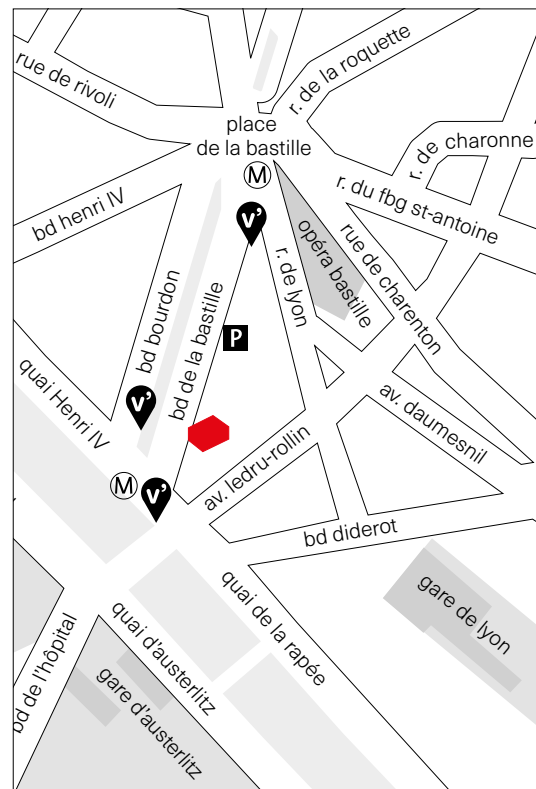 rue de rivoli
r. de la roquette
place
de la bastille
r. de charonne
M
r. du fbg st-antoine
bd henri IV
v'
opéra bastille
rue de charenton
r. de lyon
bd bourdon
bd de la bastille
P
quai Henri IV
v'
av. daumesnil
av. ledru-rollin
M
v'
bd diderot
gare de lyon
quai de la rapée
quai d'austerlitz
bd de l'hôpital
gare d'austerlitz